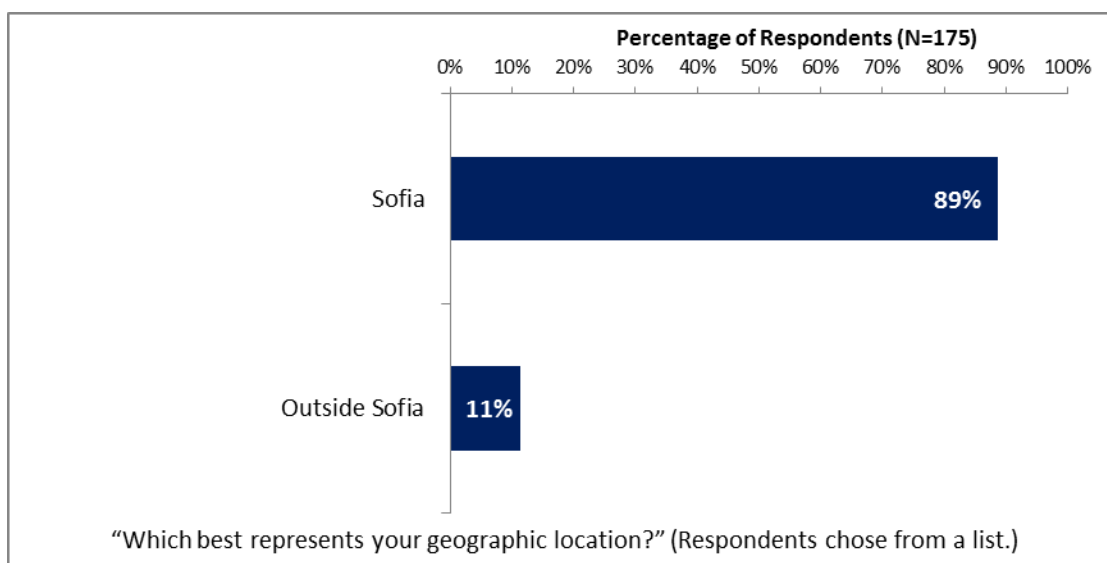 Percentage of Respondents (N=175)
0% 10% 20% 30% 40% 50% 60% 70% 80% 90% 100%
Sofia 89%
Outside Sofia 11%
“Which best represents your geographic location?” (Respondents chose from a list.)